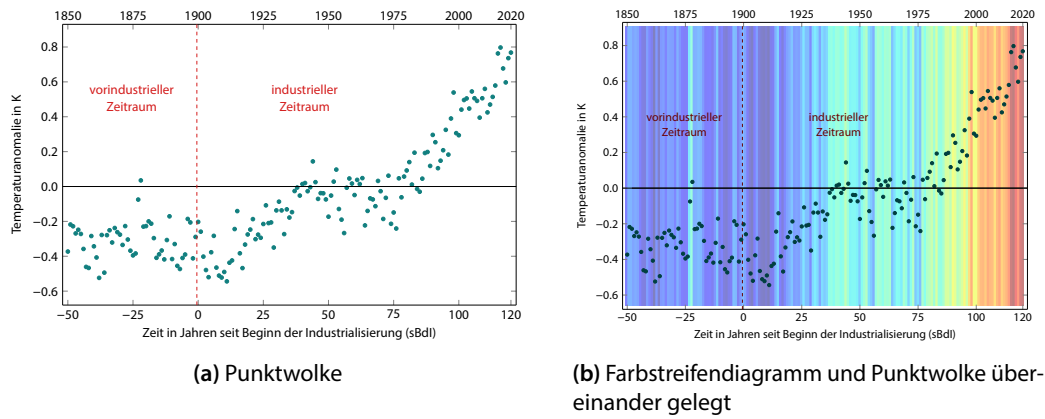 1850 1875 1900 1925 1950 1975 2000 2020
Temperaturanomalie in K
0.8
0.6
0.4
0.2
0.0
−0.2
−0.4
−0.6
vorindustrieller
Zeitraum
industrieller
Zeitraum
−50 −25 0 25 50 75 100 120
Zeit in Jahren seit Beginn der Industrialisierung (sBdI)
(a) Punktwolke
1850 1875 1900 1925 1950 1975 2000 2020
Temperaturanomalie in K
0.8
0.6
0.4
0.2
0.0
−0.2
−0.4
−0.6
vorindustrieller
Zeitraum
industrieller
Zeitraum
−50 −25 0 25 50 75 100 120
Zeit in Jahren seit Beginn der Industrialisierung (sBdI)
(b) Farbstreifendiagramm und Punktwolke über-
einander gelegt